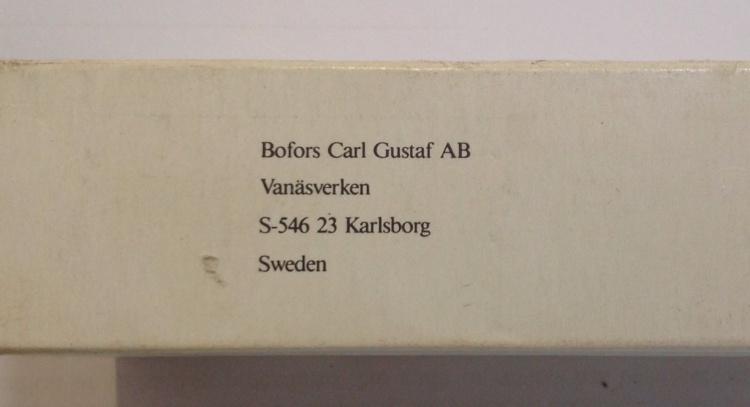 Bofors Carl Gustaf AB
Vanäsverken
S-546 23 Karlsborg
Sweden